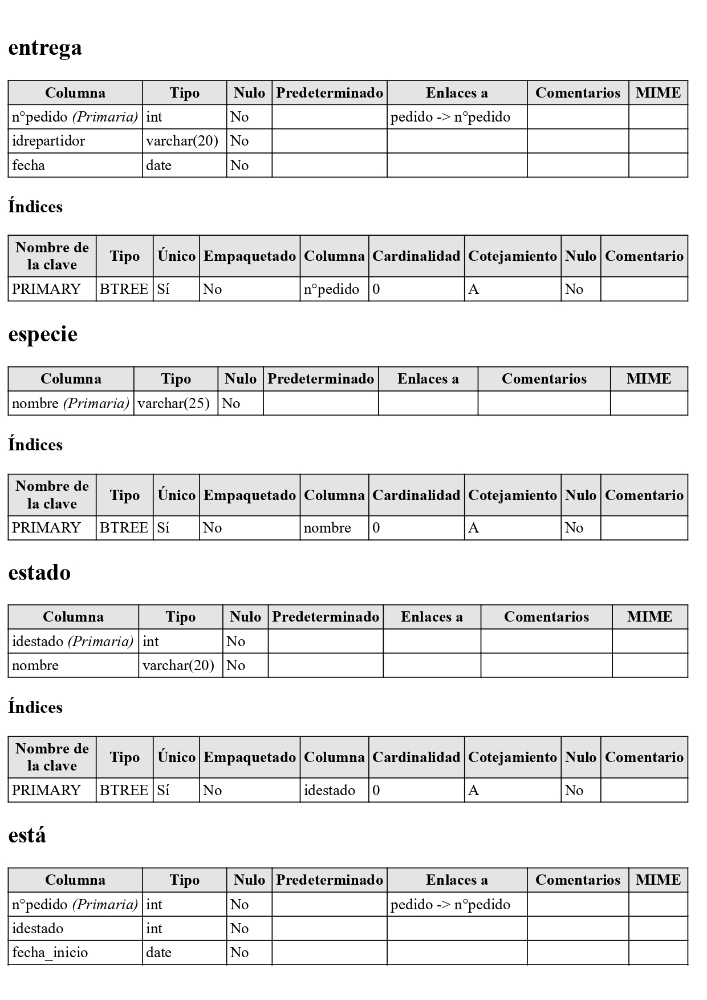 entrega
Columna Tipo Nulo Predeterminado Enlaces a Comentarios MIME
n°pedido (Primaria) int No pedido -> n°pedido
idrepartidor varchar(20) No
fecha date No
Índices
Nombre de la clave Tipo Único Empaquetado Columna Cardinalidad Cotejamiento Nulo Comentario
PRIMARY BTREE Sí No n°pedido 0 A No
especie
Columna Tipo Nulo Predeterminado Enlaces a Comentarios MIME
nombre (Primaria) varchar(25) No
Índices
Nombre de la clave Tipo Único Empaquetado Columna Cardinalidad Cotejamiento Nulo Comentario
PRIMARY BTREE Sí No nombre 0 A No
estado
Columna Tipo Nulo Predeterminado Enlaces a Comentarios MIME
idestado (Primaria) int No
nombre varchar(20) No
Índices
Nombre de la clave Tipo Único Empaquetado Columna Cardinalidad Cotejamiento Nulo Comentario
PRIMARY BTREE Sí No idestado 0 A No
está
Columna Tipo Nulo Predeterminado Enlaces a Comentarios MIME
n°pedido (Primaria) int No pedido -> n°pedido
idestado int No
fecha_inicio date No